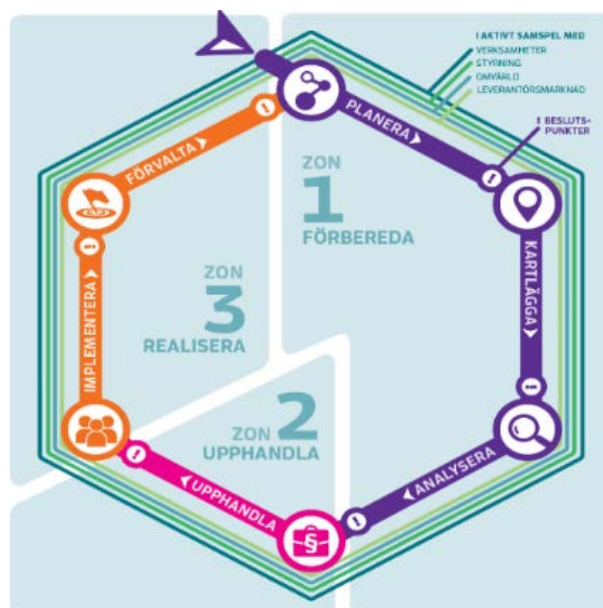 I AKTIVT SAMSPEL MED
VERKSAMHETER
STYRNING
OMVÄRLD
LEVERANTÖRSMARKNAD
! BESLUTS-
PUNKTER
PLANERA
ZON
1
FÖRBEREDA
KARTLÄGGA
ANALYSERA
ZON 2
UPPHANDLA
UPPHANDLA
§
ZON
3
REALISERA
IMPLEMENTERA
FÖRVALTA